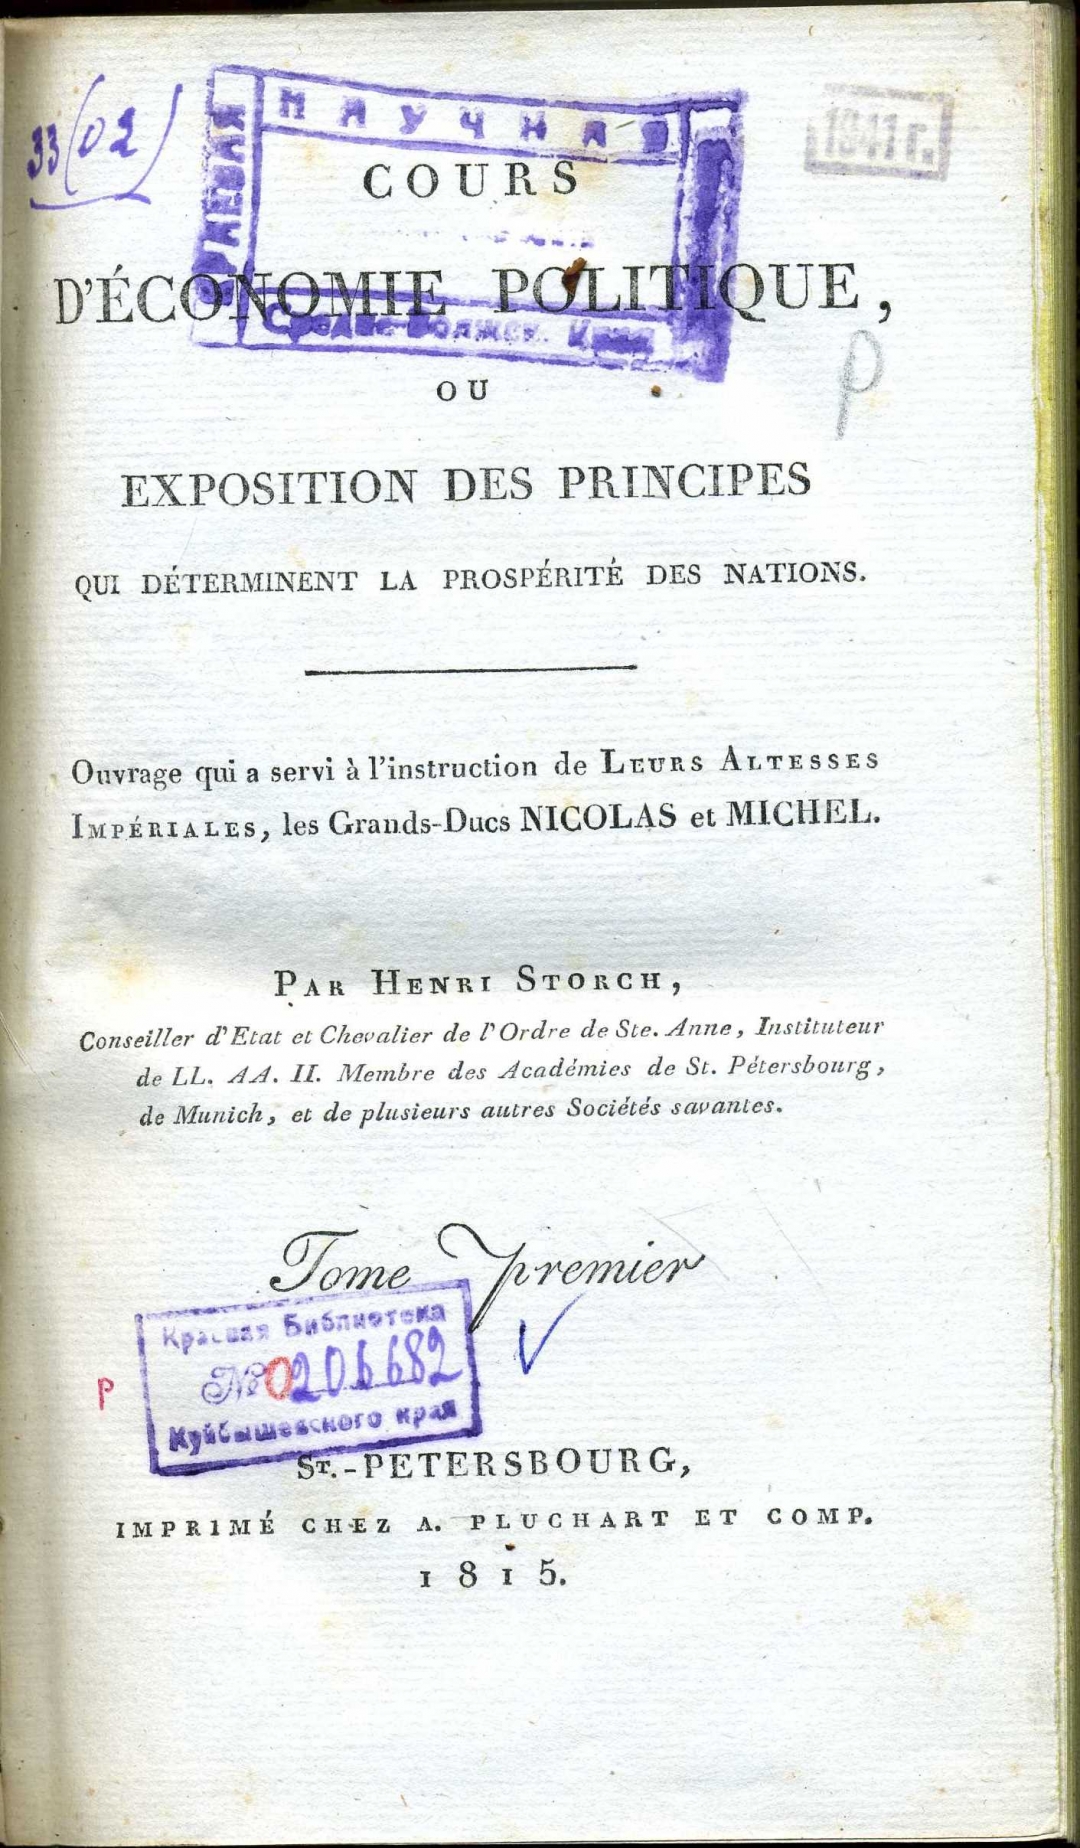 33(02)
НАУЧНАЯ
1941 г.
COURS
D'ÉCONOMIE POLITIQUE,
OU
EXPOSITION DES PRINCIPES
QUI DÉTERMINENT LA PROSPÉRITÉ DES NATIONS.
Ouvrage qui a servi à l'instruction de LEURS ALTESSES
IMPÉRIALES, les Grands-Ducs NICOLAS et MICHEL.
PAR HENRI STORCH,
Conseiller d'Etat et Chevalier de l'Ordre de Ste. Anne, Instituteur
de LL. AA. II. Membre des Académies de St. Pétersbourg,
de Munich, et de plusieurs autres Sociétés savantes.
Tome premier
Краевая Библиотека
№ 0206682
Куйбышевского края
P
ST.-PETERSBOURG,
IMPRIMÉ CHEZ A. PLUCHART ET COMP.
1815.